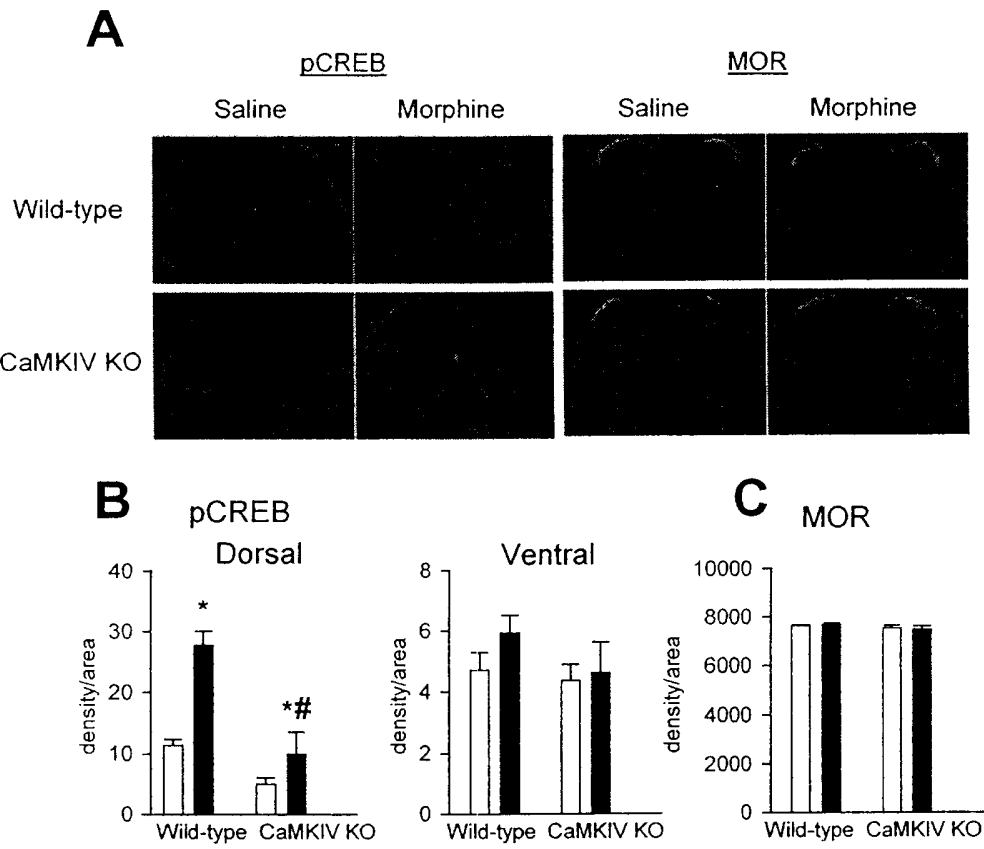 A
pCREB MOR
Saline Morphine Saline Morphine
Wild-type
CaMKIV KO
B pCREB
Dorsal
40
30
20
10
0
density/area
*
*#
Wild-type CaMKIV KO
Ventral
8
6
4
2
0
density/area
Wild-type CaMKIV KO
C MOR
10000
8000
6000
4000
2000
0
density/area
Wild-type CaMKIV KO